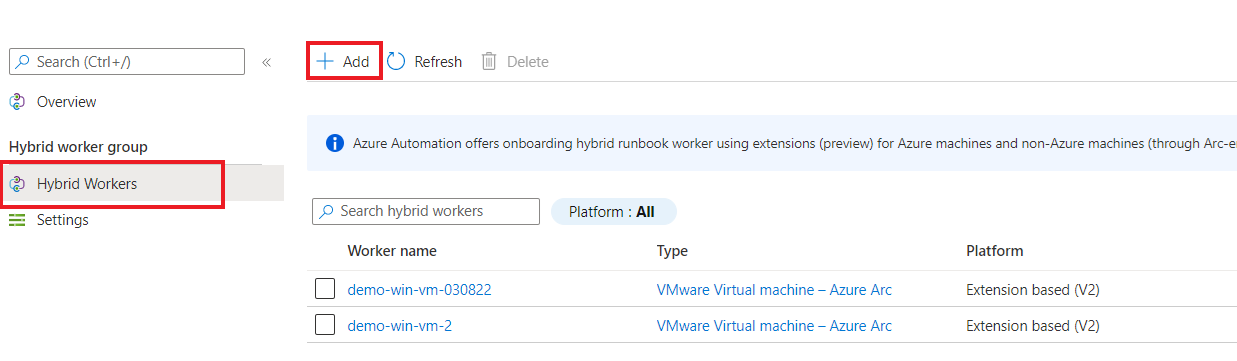 Search (Ctrl+/)
«
Add
Refresh
Delete
Overview
Hybrid worker group
Hybrid Workers
Settings
Azure Automation offers onboarding hybrid runbook worker using extensions (preview) for Azure machines and non-Azure machines (through Arc-e
Search hybrid workers
Platform : All
Worker name Type Platform
demo-win-vm-030822 VMware Virtual machine – Azure Arc Extension based (V2)
demo-win-vm-2 VMware Virtual machine – Azure Arc Extension based (V2)